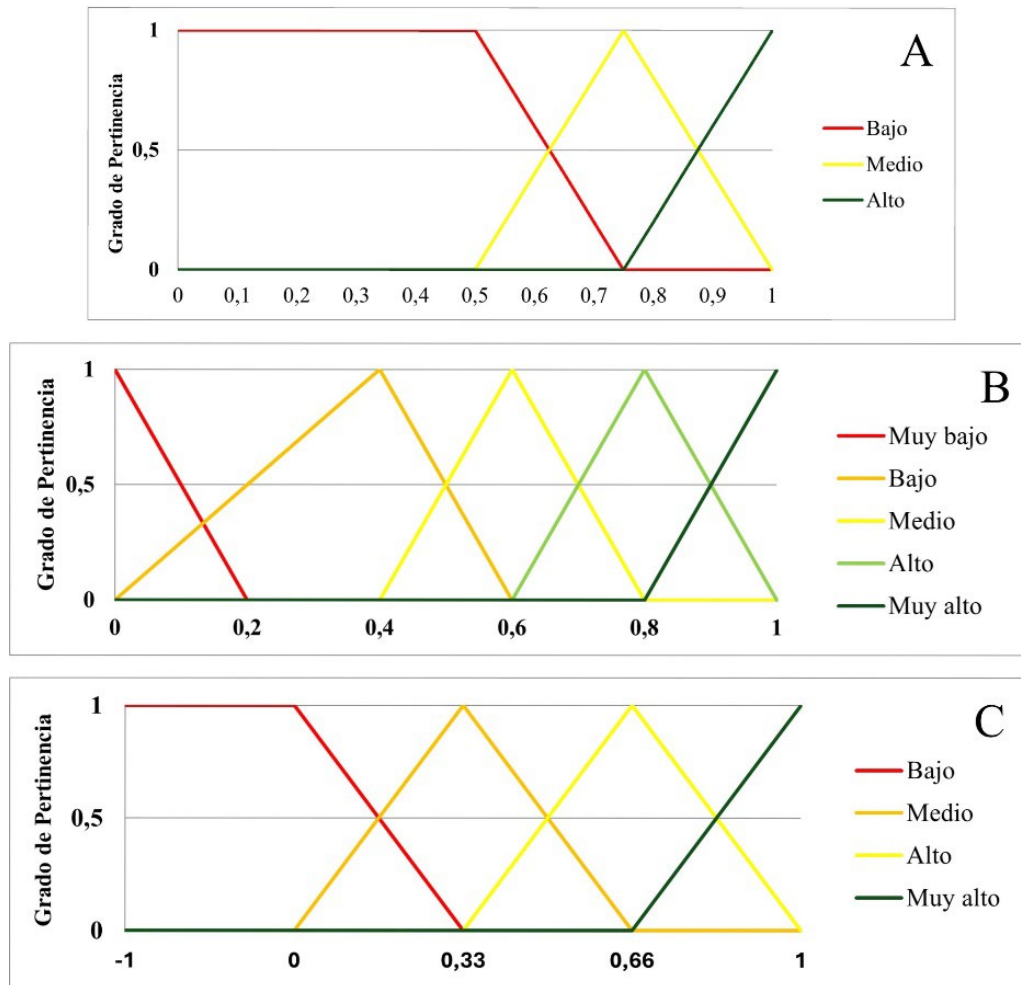 A
Grado de Pertinencia
1
0,5
0
0 0,1 0,2 0,3 0,4 0,5 0,6 0,7 0,8 0,9 1
Bajo
Medio
Alto
B
Grado de Pertinencia
1
0,5
0
0 0,2 0,4 0,6 0,8 1
Muy bajo
Bajo
Medio
Alto
Muy alto
C
Grado de Pertinencia
1
0,5
0
-1 0 0,33 0,66 1
Bajo
Medio
Alto
Muy alto